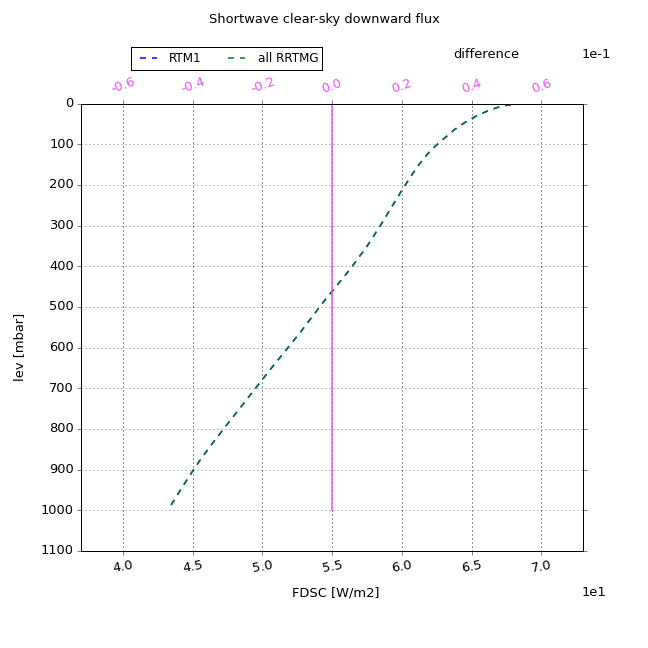 Shortwave clear-sky downward flux
RTM1 all RRTMG difference 1e-1
-0.6 -0.4 -0.2 0.0 0.2 0.4 0.6
0
100
200
300
400
500
600
700
800
900
1000
1100
lev [mbar]
4.0 4.5 5.0 5.5 6.0 6.5 7.0
FDSC [W/m2] 1e1